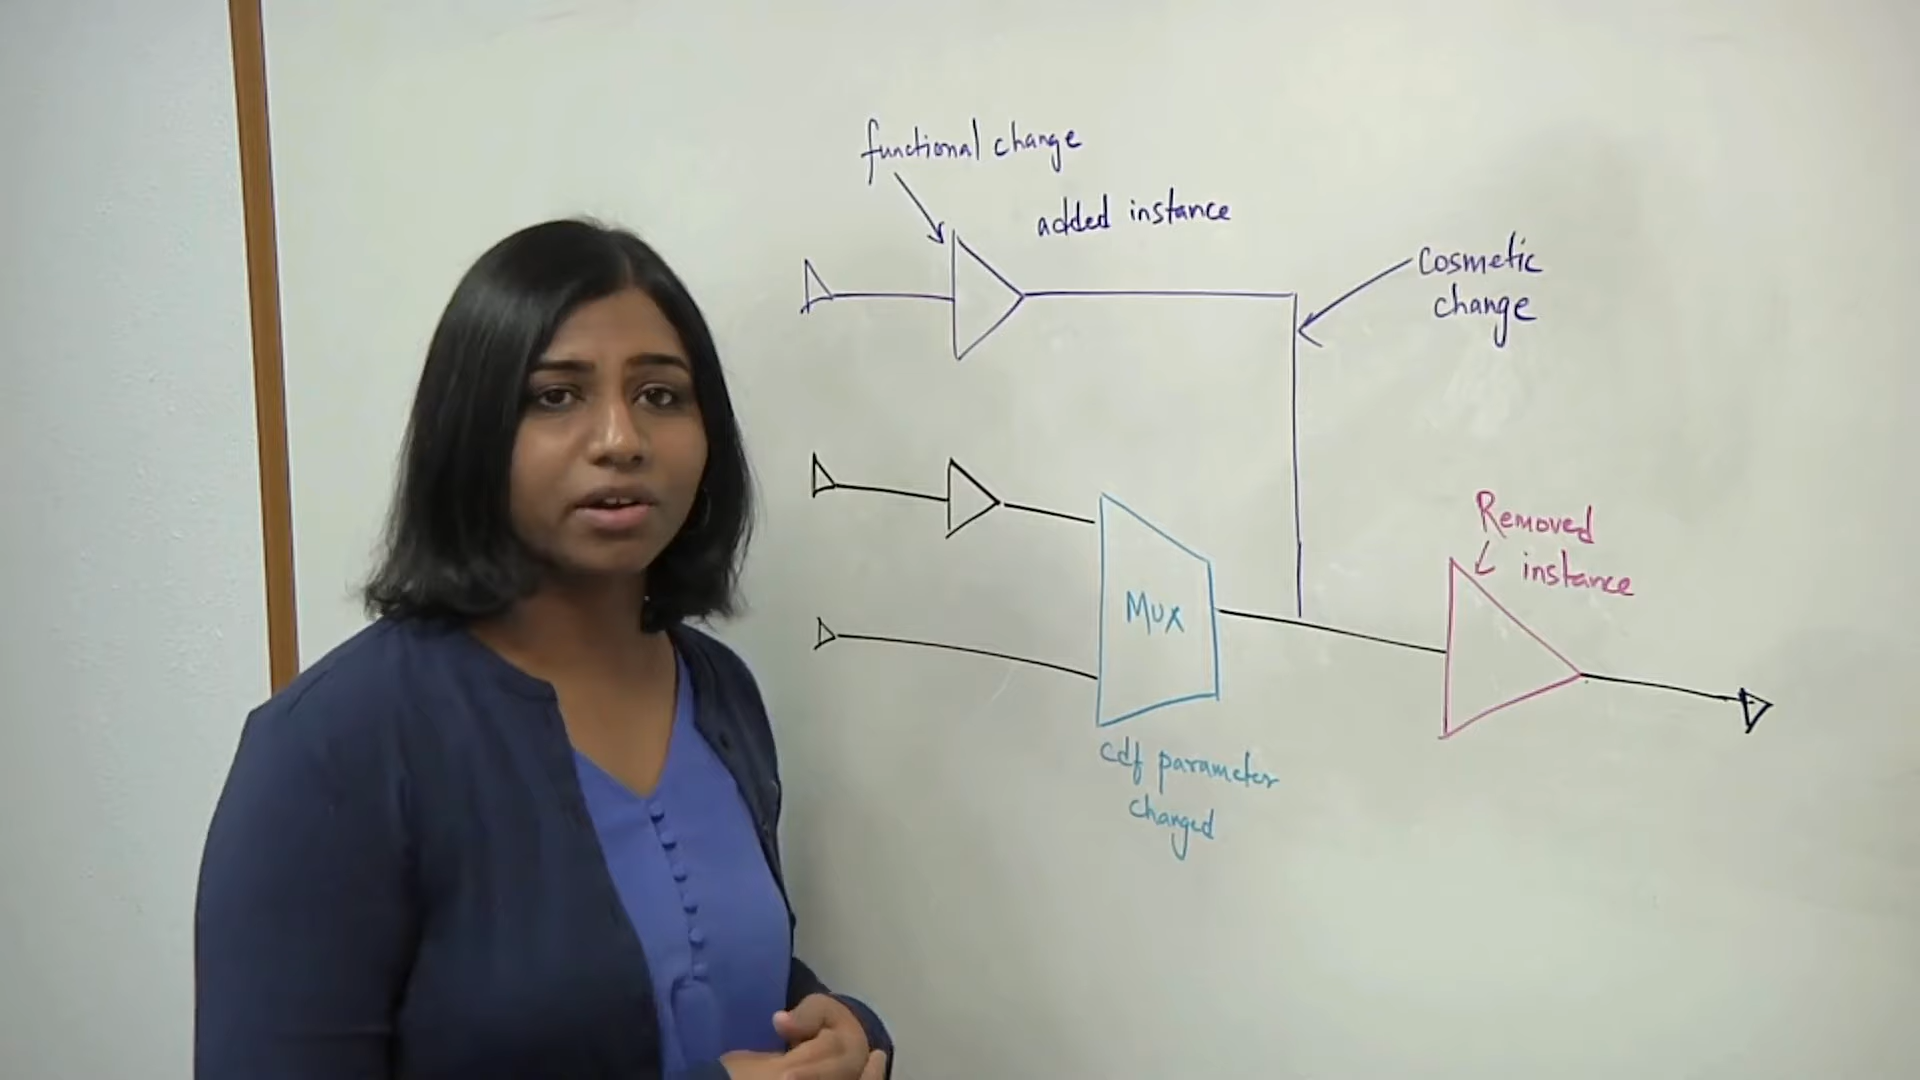 functional change
added instance
Cosmetic
change
Removed
instance
Mux
cdf parameter
changed